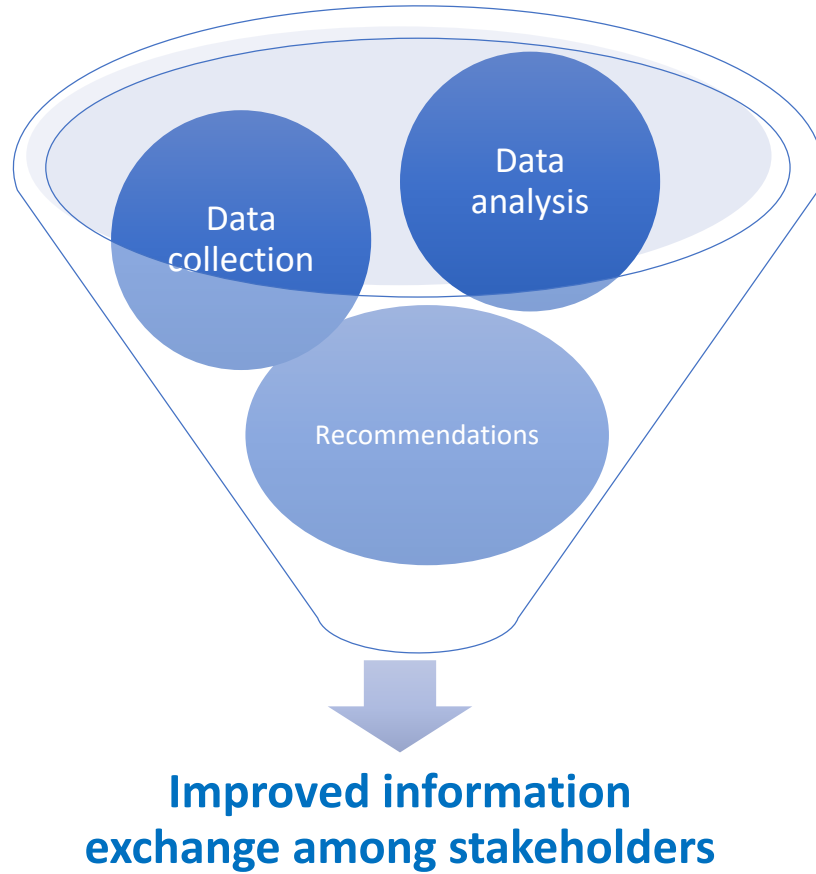 Data
collection
Data
analysis
Recommendations
Improved information
exchange among stakeholders